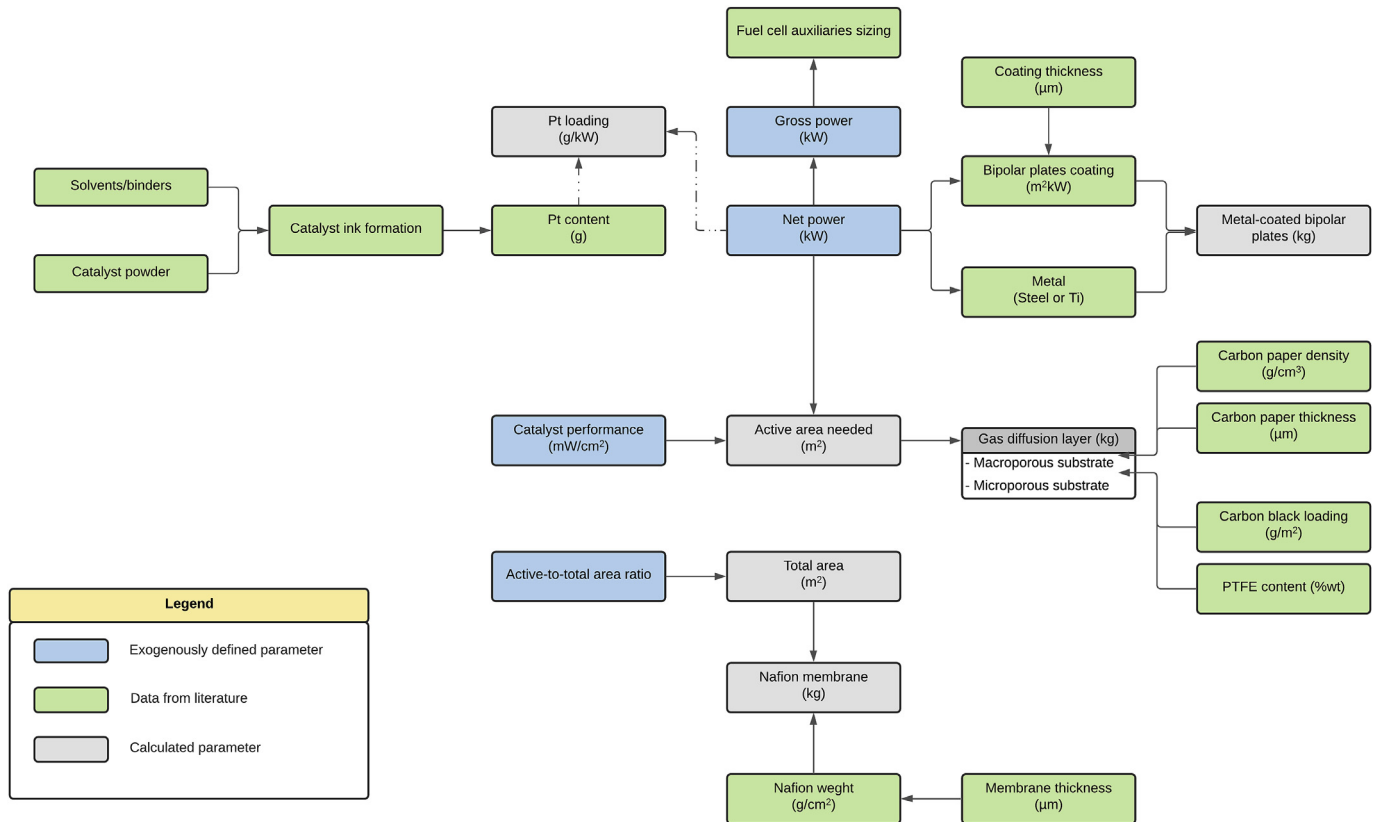 Fuel cell auxiliaries sizing
Coating thickness
(µm)
Pt loading
(g/kW)
Gross power
(kW)
Solvents/binders
Bipolar plates coating
(m²kW)
Catalyst ink formation
Pt content
(g)
Net power
(kW)
Metal-coated bipolar
plates (kg)
Catalyst powder
Metal
(Steel or Ti)
Carbon paper density
(g/cm³)
Catalyst performance
(mW/cm²)
Active area needed
(m²)
Gas diffusion layer (kg)
- Macroporous substrate
- Microporous substrate
Carbon paper thickness
(µm)
Carbon black loading
(g/m²)
Active-to-total area ratio
Total area
(m²)
PTFE content (%wt)
Legend
Exogenously defined parameter
Data from literature
Calculated parameter
Nafion membrane
(kg)
Nafion weght
(g/cm²)
Membrane thickness
(µm)